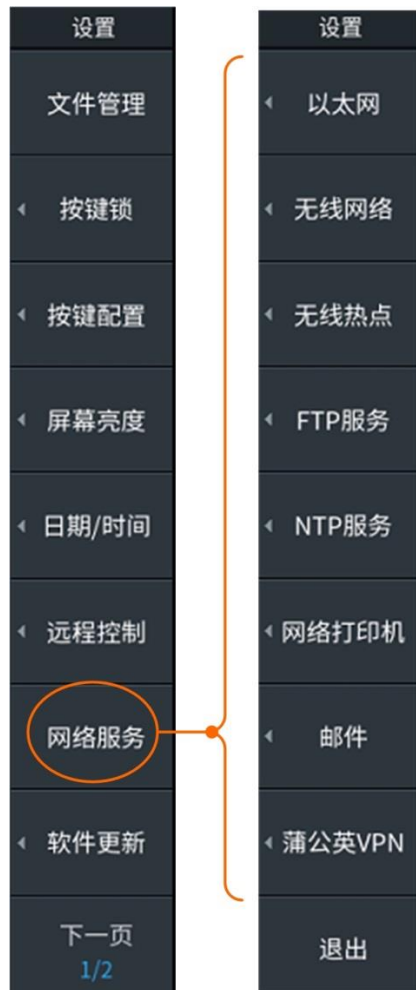 设置
文件管理
按键锁
按键配置
屏幕亮度
日期/时间
远程控制
网络服务
软件更新
下一页
1/2
设置
以太网
无线网络
无线热点
FTP服务
NTP服务
网络打印机
邮件
蒲公英VPN
退出